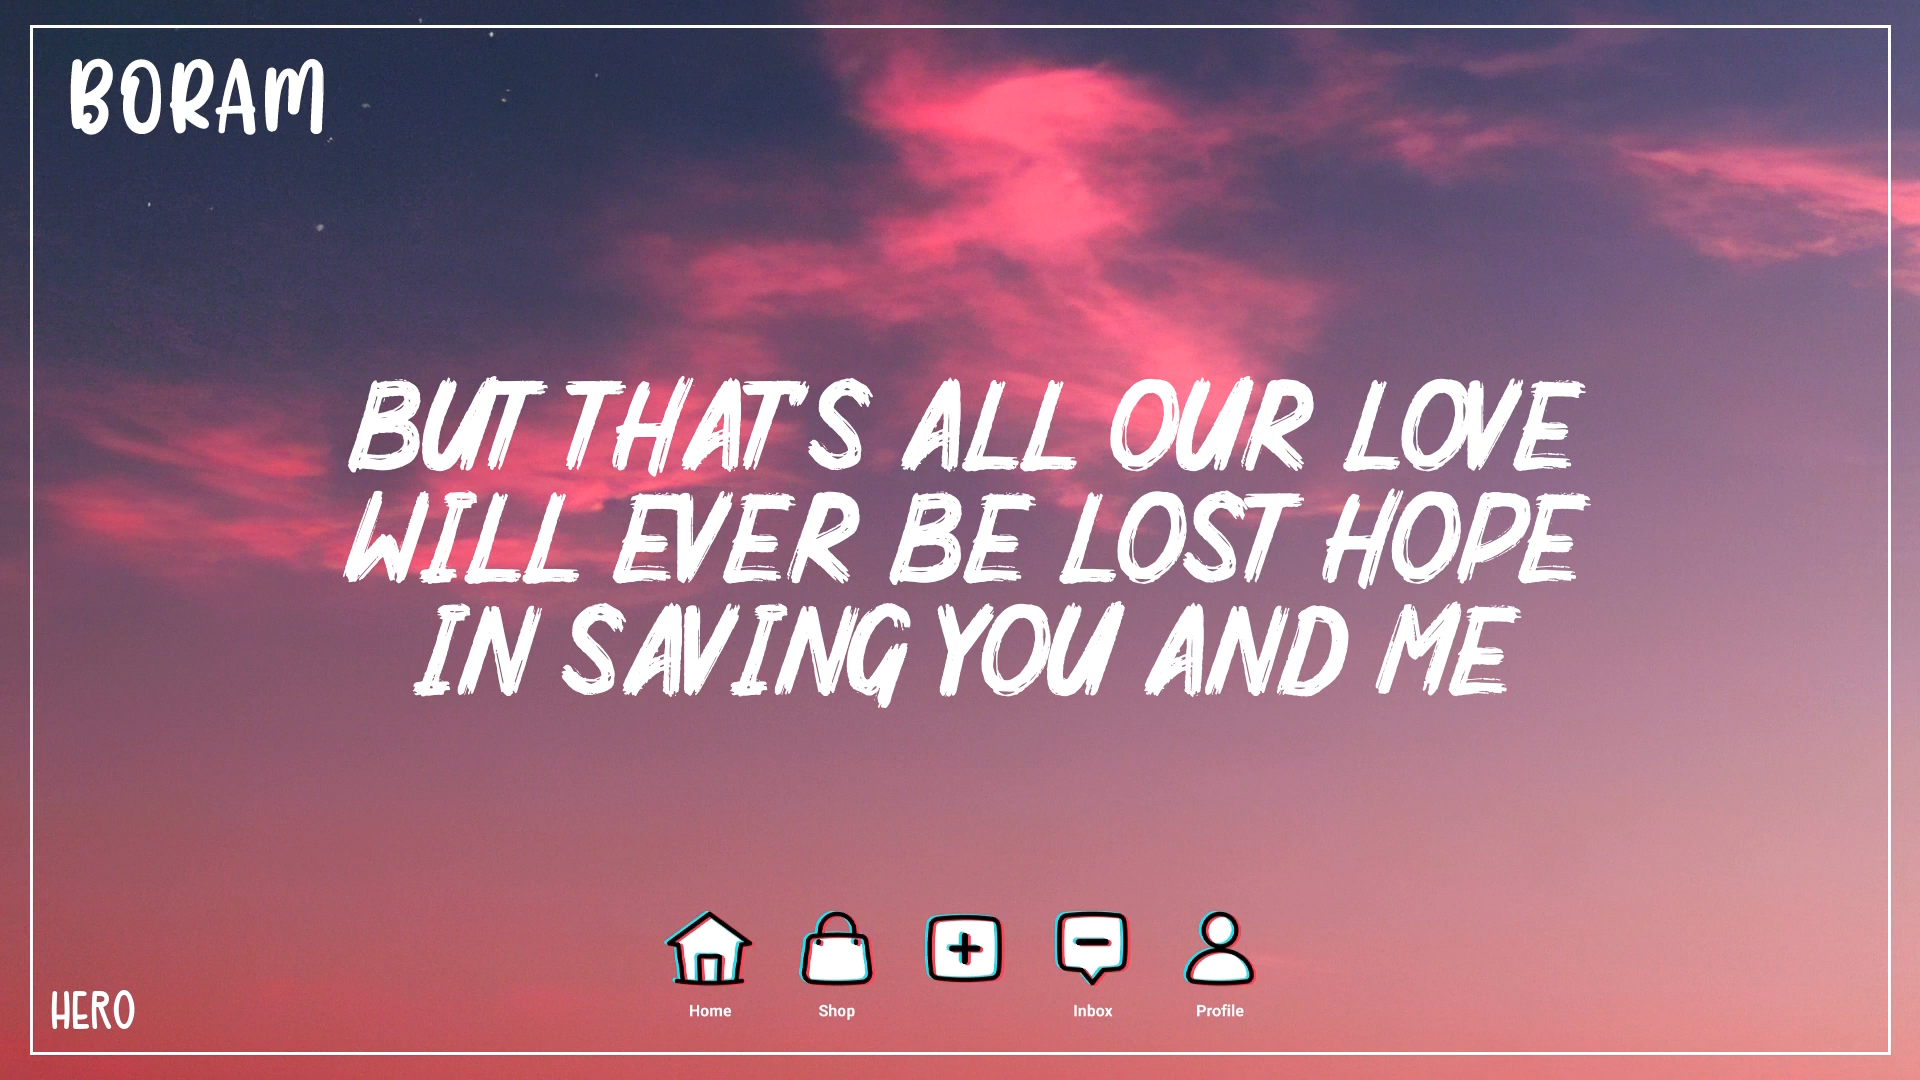 BORAM
BUT THAT'S ALL OUR LOVE
WILL EVER BE LOST HOPE
IN SAVING YOU AND ME
Home
Shop
Inbox
Profile
HERO